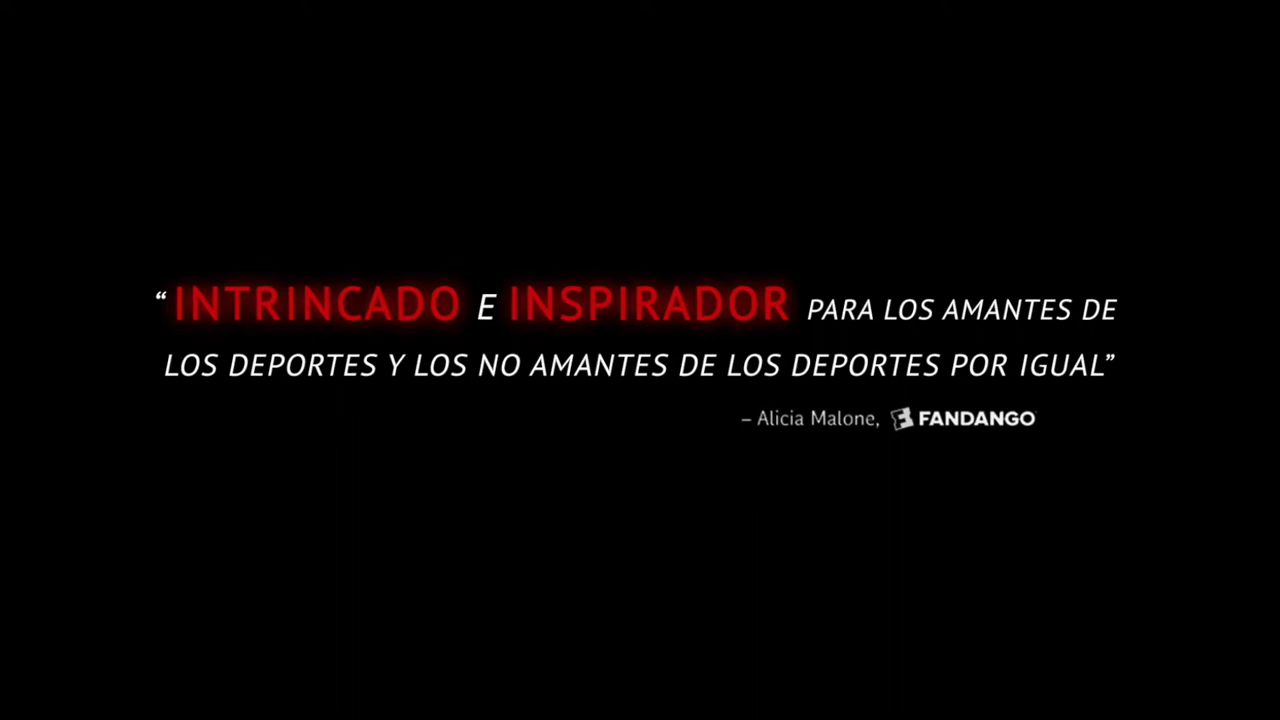 “INTRINCADO E INSPIRADOR PARA LOS AMANTES DE
LOS DEPORTES Y LOS NO AMANTES DE LOS DEPORTES POR IGUAL”
– Alicia Malone, FANDANGO